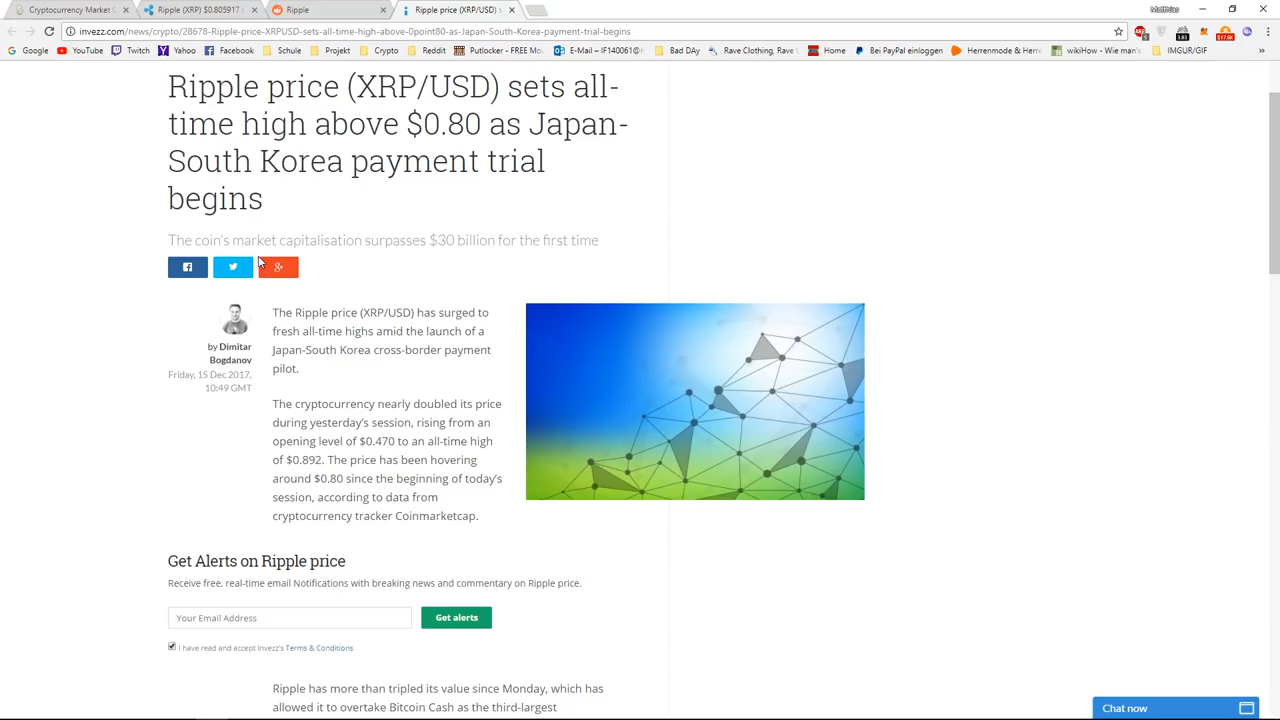 Cryptocurrency Market C
Ripple (XRP) $0.805917
Ripple
Ripple price (XRP/USD) s
Matthias
invezz.com/news/crypto/28678-Ripple-price-XRPUSD-sets-all-time-high-above-0point80-as-Japan-South-Korea-payment-trial-begins
Google YouTube Twitch Yahoo Facebook Schule Projekt Crypto Reddit Putlocker - FREE Mo E-Mail – IF140061@ Bad DAy Rave Clothing, Rave Home Bei PayPal einloggen Herrenmode & Herre wikiHow – Wie man's IMGUR/GIF
Ripple price (XRP/USD) sets all-
time high above $0.80 as Japan-
South Korea payment trial
begins
The coin's market capitalisation surpasses $30 billion for the first time
by Dimitar
Bogdanov
Friday, 15 Dec 2017,
10:49 GMT
The Ripple price (XRP/USD) has surged to
fresh all-time highs amid the launch of a
Japan-South Korea cross-border payment
pilot.
The cryptocurrency nearly doubled its price
during yesterday's session, rising from an
opening level of $0.470 to an all-time high
of $0.892. The price has been hovering
around $0.80 since the beginning of today's
session, according to data from
cryptocurrency tracker Coinmarketcap.
Get Alerts on Ripple price
Receive free, real-time email Notifications with breaking news and commentary on Ripple price.
Your Email Address
Get alerts
I have read and accept Invezz's Terms & Conditions
Ripple has more than tripled its value since Monday, which has
allowed it to overtake Bitcoin Cash as the third-largest
Chat now